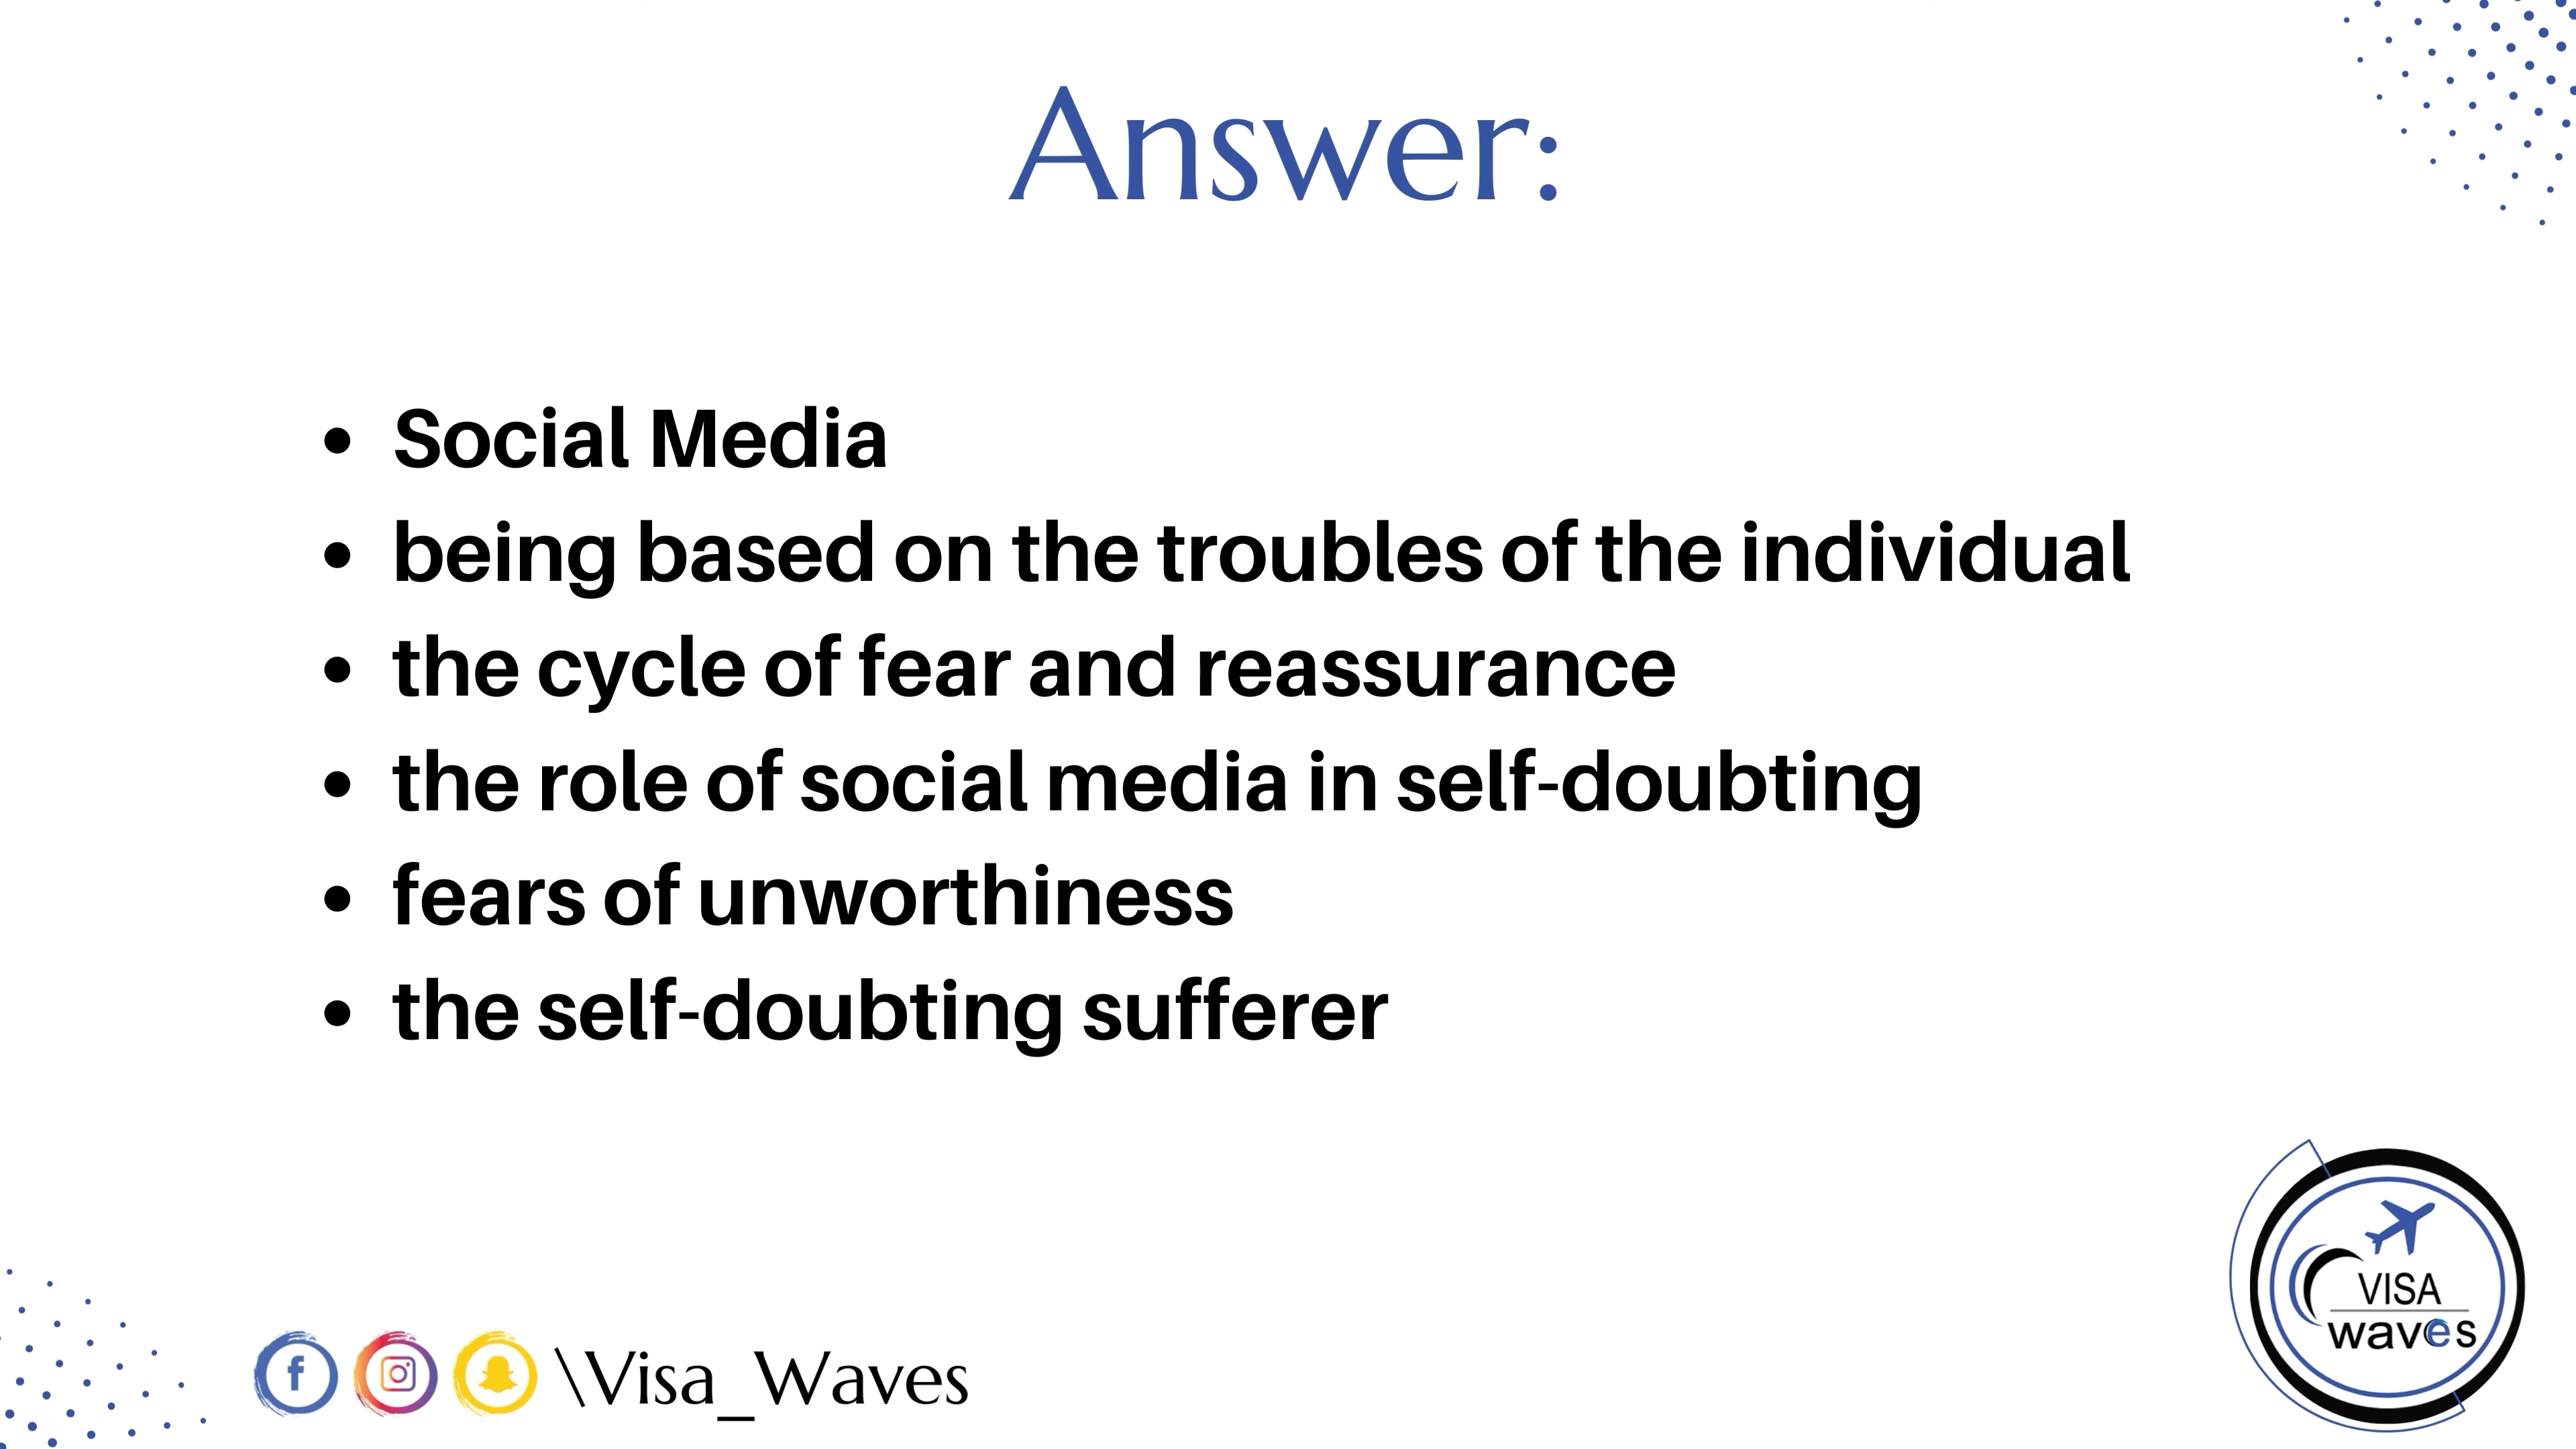 Answer:
• Social Media
• being based on the troubles of the individual
• the cycle of fear and reassurance
• the role of social media in self-doubting
• fears of unworthiness
• the self-doubting sufferer
\Visa_Waves
VISA
waves